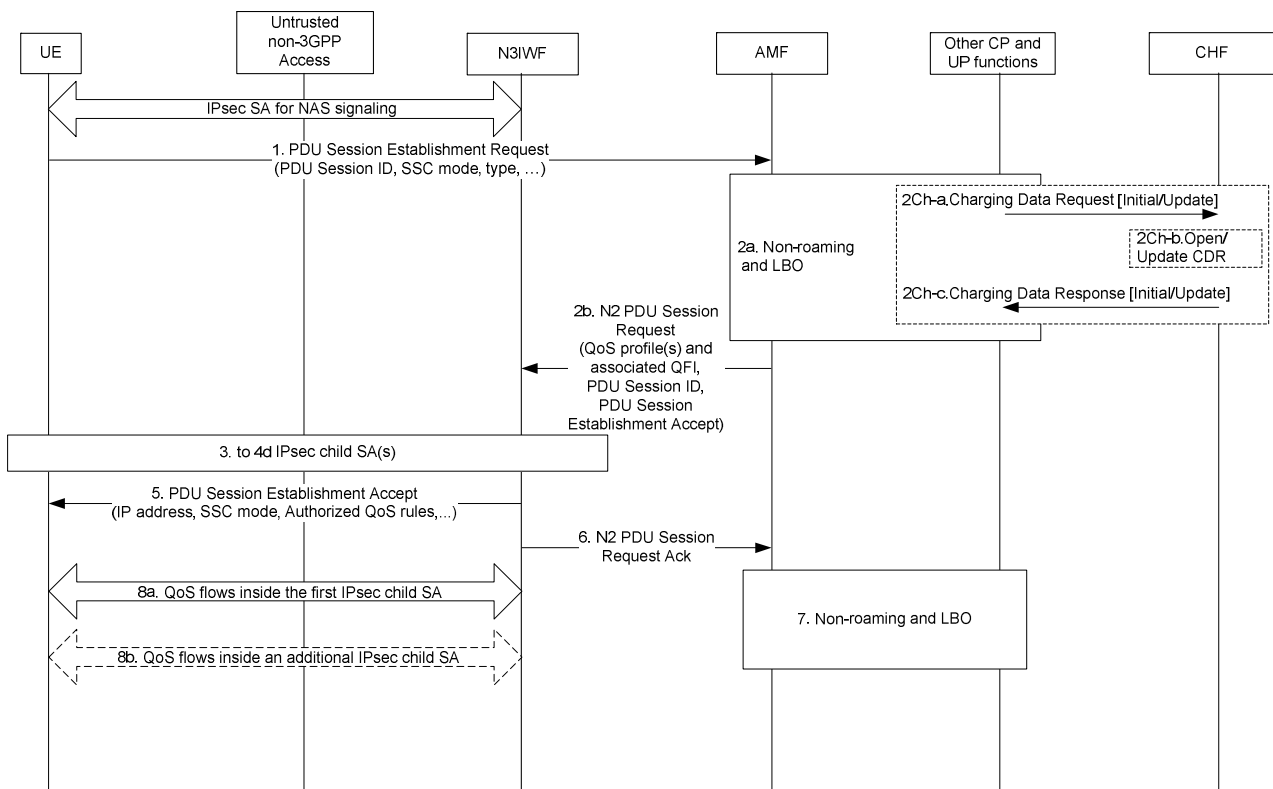 UE
Untrusted
non-3GPP
Access
N3IWF
AMF
Other CP and
UP functions
CHF
IPsec SA for NAS signaling
1. PDU Session Establishment Request
(PDU Session ID, SSC mode, type, ...)
2Ch-a.Charging Data Request [Initial/Update]
2a. Non-roaming
and LBO
2Ch-b.Open/
Update CDR
2Ch-c.Charging Data Response [Initial/Update]
2b. N2 PDU Session
Request
(QoS profile(s) and
associated QFI,
PDU Session ID,
PDU Session
Establishment Accept)
3. to 4d IPsec child SA(s)
5. PDU Session Establishment Accept
(IP address, SSC mode, Authorized QoS rules,...)
6. N2 PDU Session
Request Ack
8a. QoS flows inside the first IPsec child SA
7. Non-roaming and LBO
8b. QoS flows inside an additional IPsec child SA